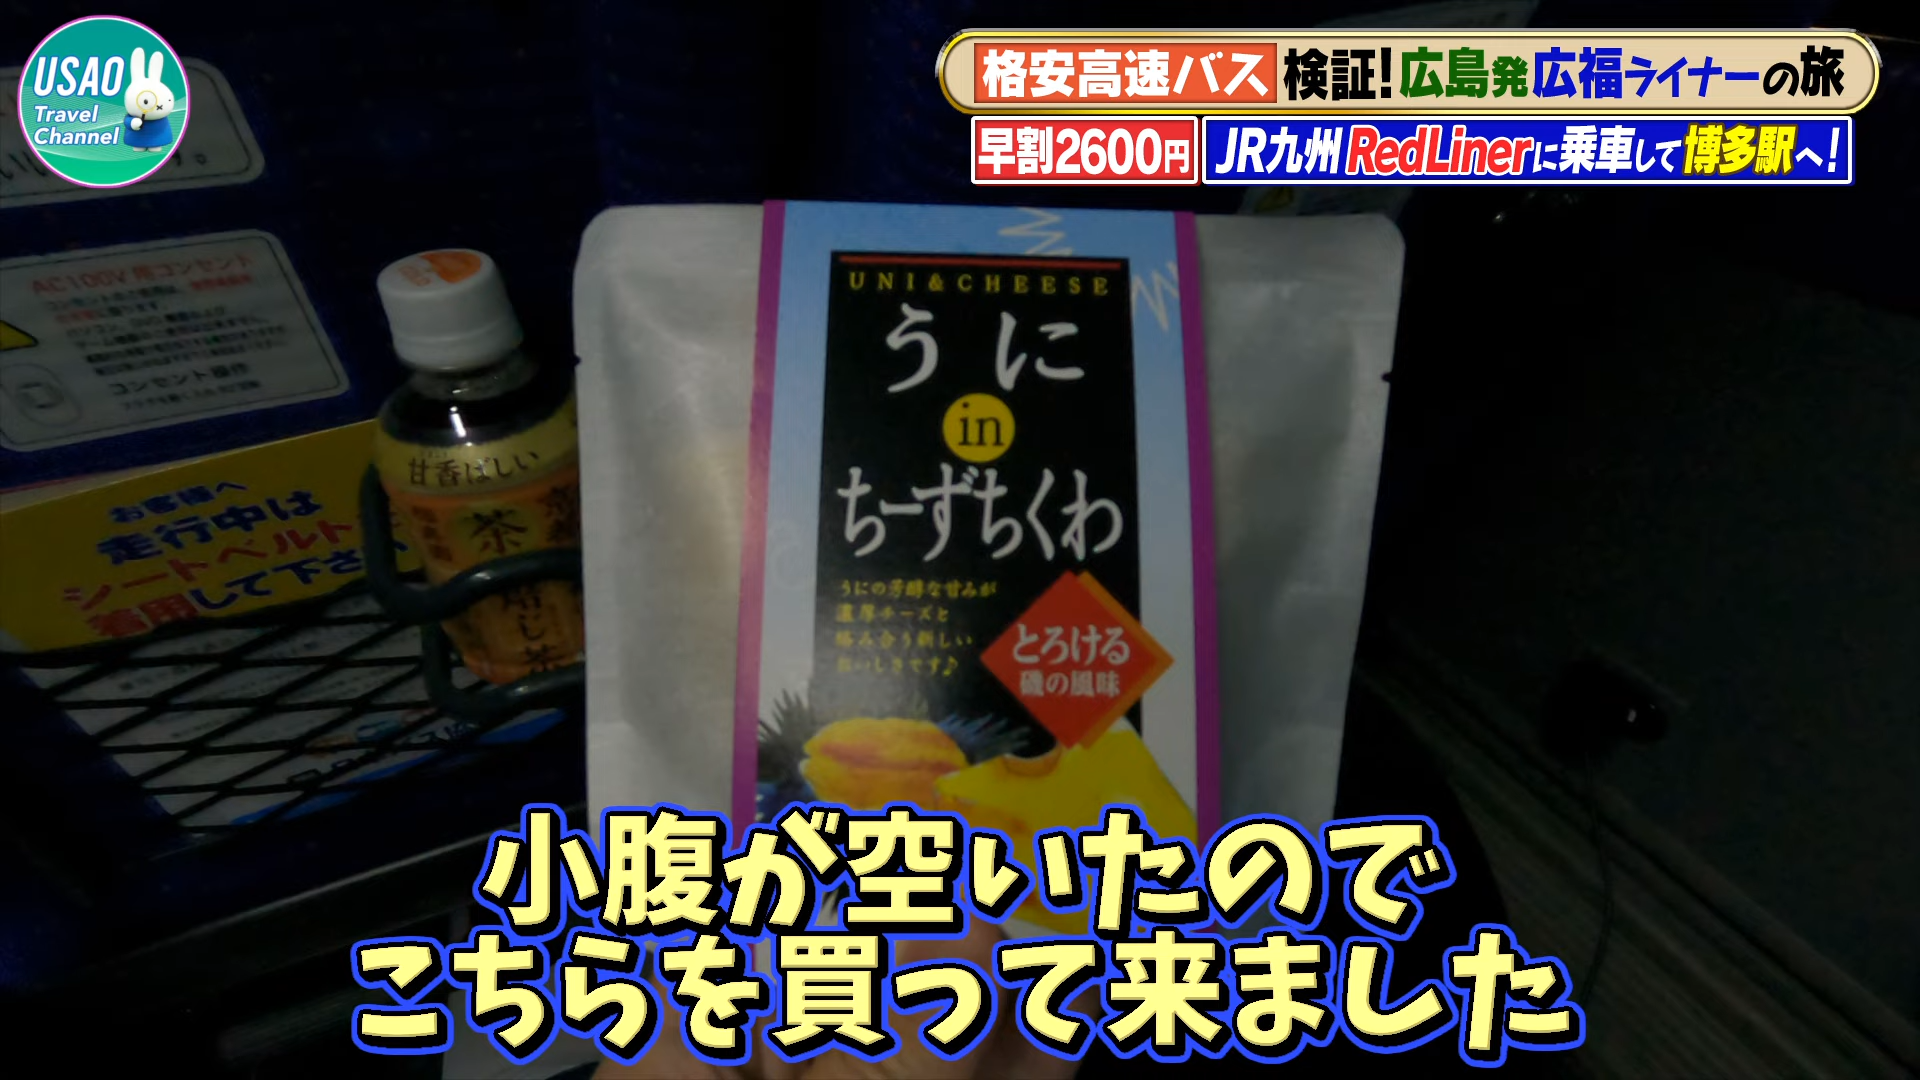 USAO
Travel
Channel
格安高速バス 検証!広島発広福ライナーの旅
早割2600円 JR九州 RedLinerに乗車して博多駅へ!
AC100V用コンセント
コンセント操作
お客様へ
走行中は
シートベルト
着用して下さ
甘香ばしい
茶
焙じ茶
UNI&CHEESE
うに
in
ちーずちくわ
うにの芳醇な甘みが
濃厚チーズと
絡み合う新しい
おいしさです♪
とろける
磯の風味
小腹が空いたので
こちらを買って来ました